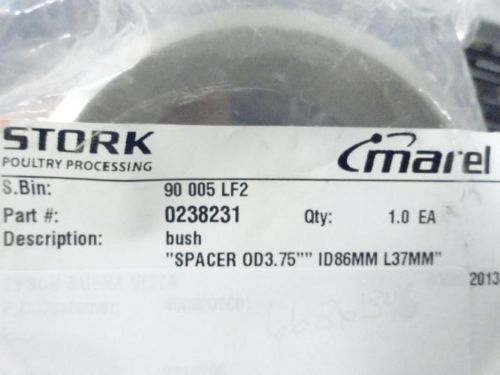 STORK
POULTRY PROCESSING
marel
S.Bin: 90 005 LF2
Part #: 0238231 Qty: 1.0 EA
Description: bush
"SPACER OD3.75"" ID86MM L37MM"
2013